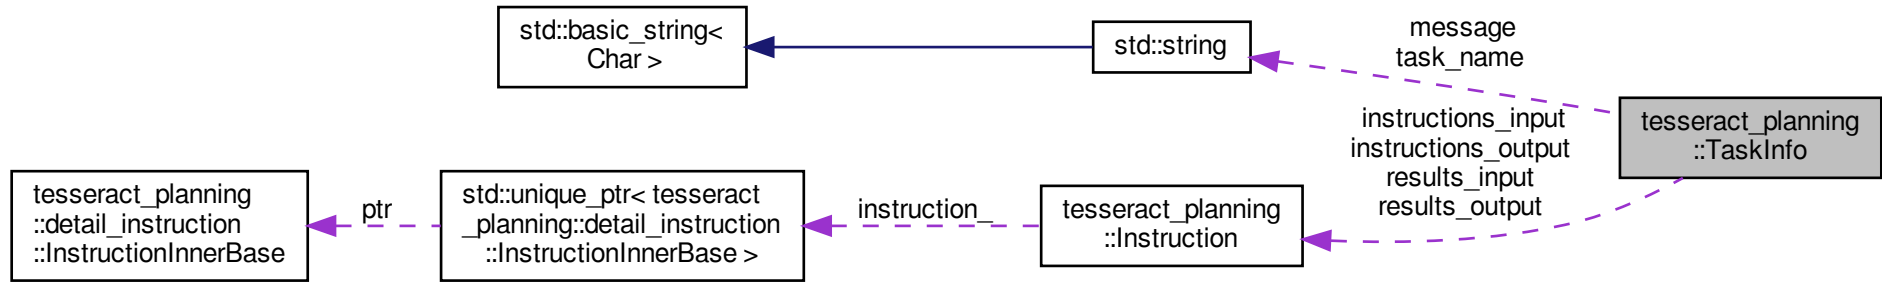 std::basic_string<
Char >
std::string
message
task_name
tesseract_planning
::TaskInfo
instructions_input
instructions_output
results_input
results_output
tesseract_planning
::detail_instruction
::InstructionInnerBase
ptr
std::unique_ptr< tesseract
_planning::detail_instruction
::InstructionInnerBase >
instruction_
tesseract_planning
::Instruction